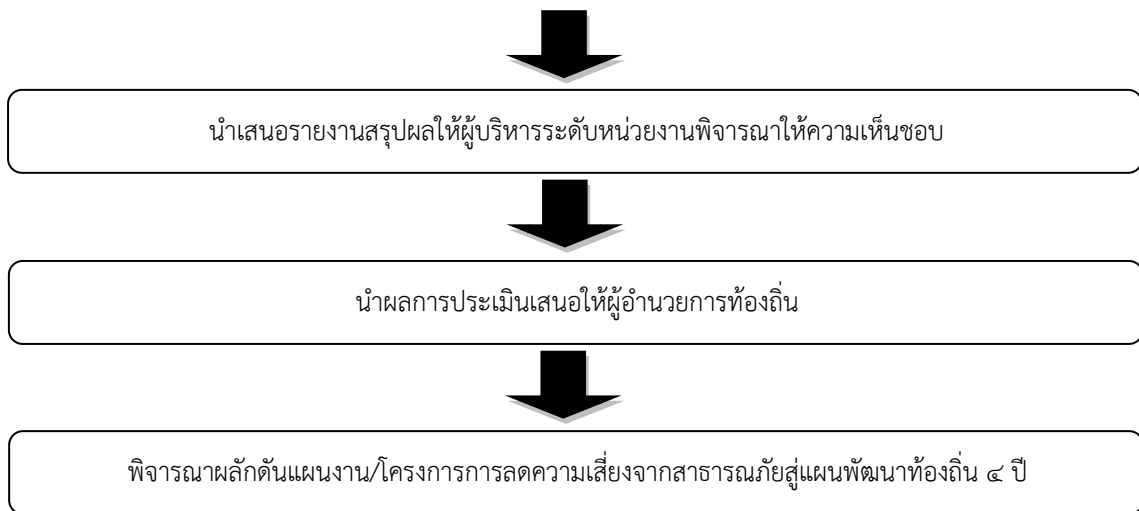 นำเสนอรายงานสรุปผลให้ผู้บริหารระดับหน่วยงานพิจารณาให้ความเห็นชอบ
นำผลการประเมินเสนอให้ผู้อำนวยการท้องถิ่น
พิจารณาผลักดันแผนงาน/โครงการการลดความเสี่ยงจากสาธารณภัยสู่แผนพัฒนาท้องถิ่น ๔ ปี